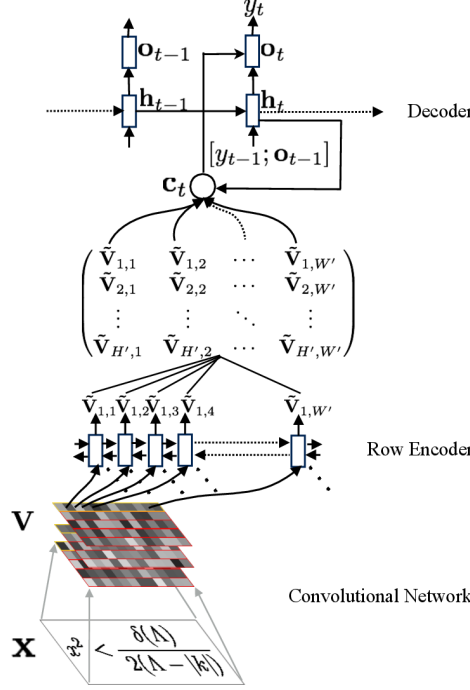 y_t
o_{t-1} o_t
h_{t-1} h_t Decoder
[y_{t-1}; o_{t-1}]
c_t
Ṽ_{1,1} Ṽ_{1,2} ⋯ Ṽ_{1,W'}
Ṽ_{2,1} Ṽ_{2,2} ⋯ Ṽ_{2,W'}
⋮ ⋮ ⋱ ⋮
Ṽ_{H',1} Ṽ_{H',2} ⋯ Ṽ_{H',W'}
Ṽ_{1,1} Ṽ_{1,2} Ṽ_{1,3} Ṽ_{1,4} Ṽ_{1,W'}
Row Encoder
V
Convolutional Network
X
δ(Λ)
<
2(Λ − |k|)